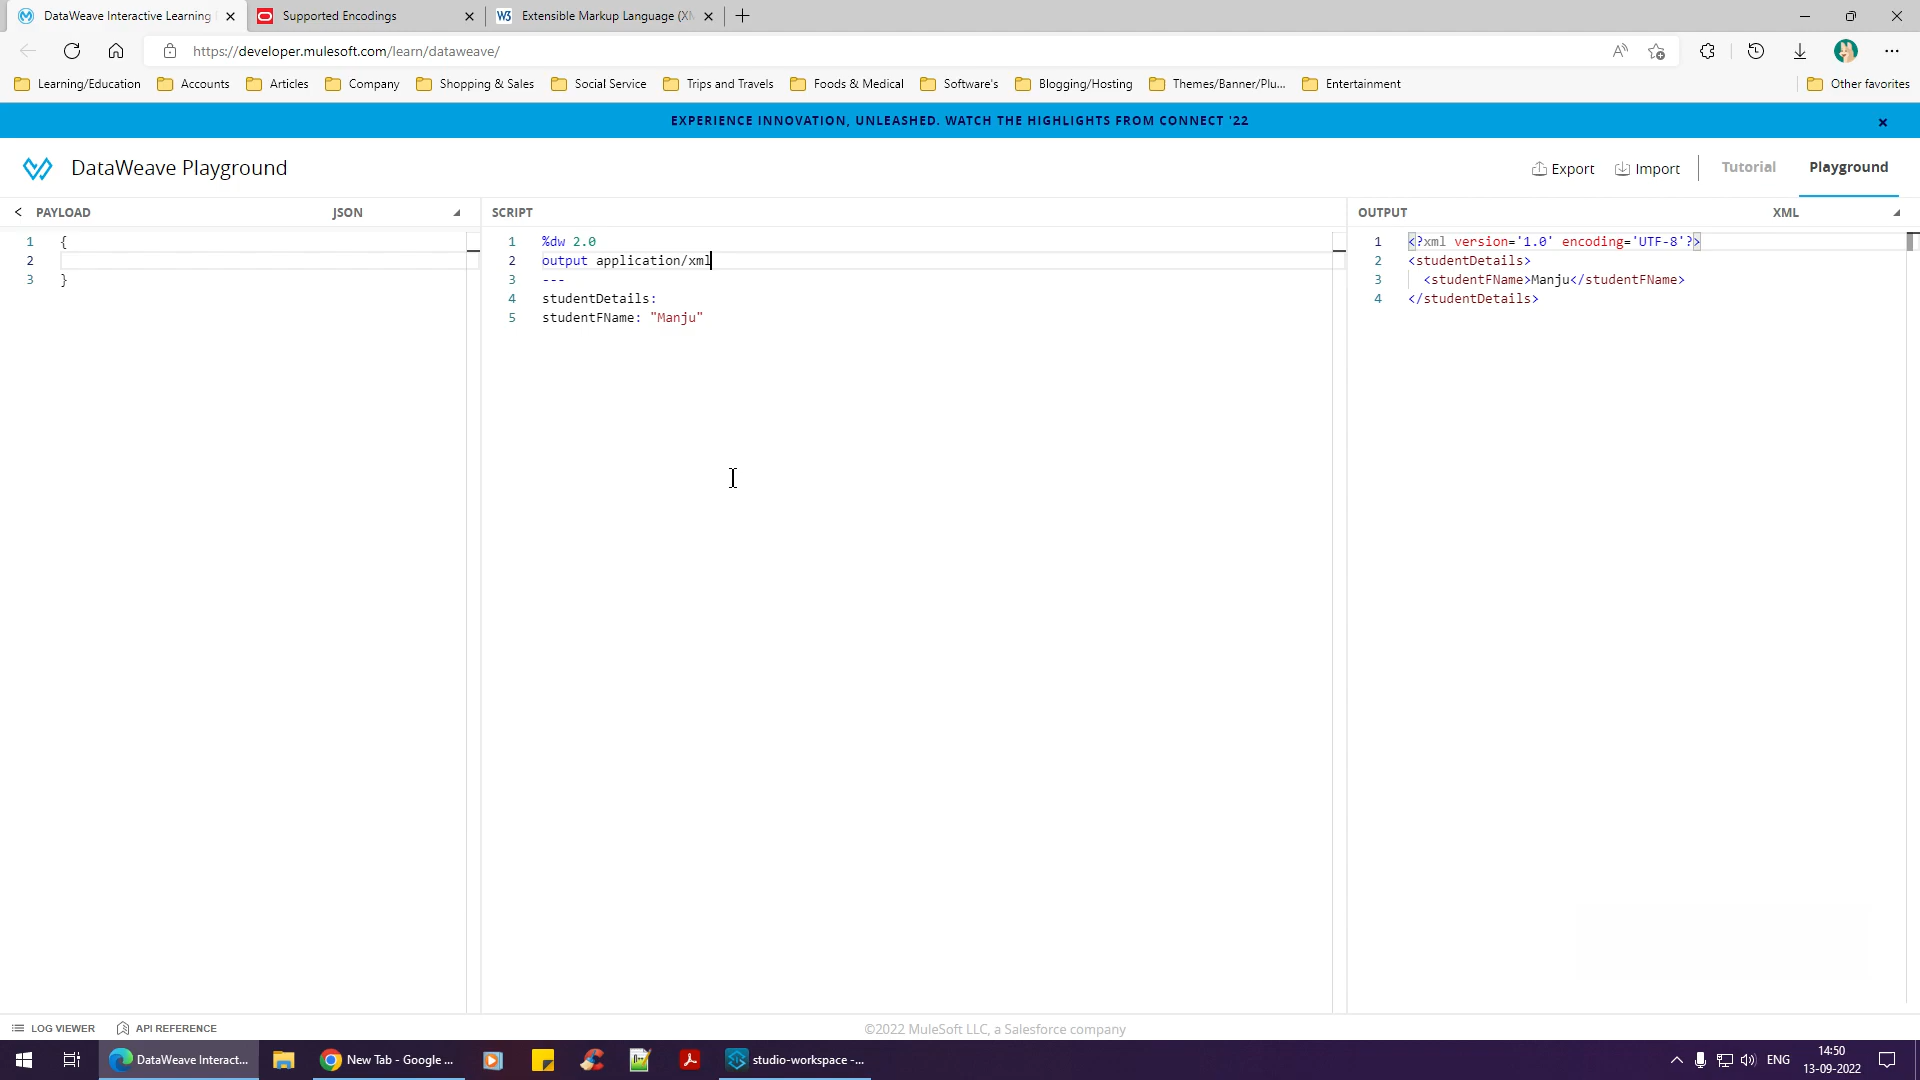 DataWeave Interactive Learning
Supported Encodings
W3 Extensible Markup Language (XM
https://developer.mulesoft.com/learn/dataweave/
Learning/Education
Accounts
Articles
Company
Shopping & Sales
Social Service
Trips and Travels
Foods & Medical
Software's
Blogging/Hosting
Themes/Banner/Plu...
Entertainment
Other favorites
EXPERIENCE INNOVATION, UNLEASHED. WATCH THE HIGHLIGHTS FROM CONNECT '22
DataWeave Playground
Export
Import
Tutorial
Playground
PAYLOAD
JSON
1 {
2
3 }
SCRIPT
1 %dw 2.0
2 output application/xml
3 ---
4 studentDetails:
5 studentFName: "Manju"
OUTPUT
XML
1 <?xml version='1.0' encoding='UTF-8'?>
2 <studentDetails>
3 <studentFName>Manju</studentFName>
4 </studentDetails>
LOG VIEWER
API REFERENCE
©2022 MuleSoft LLC, a Salesforce company
DataWeave Interact...
New Tab - Google ...
studio-workspace -...
ENG
14:50
13-09-2022